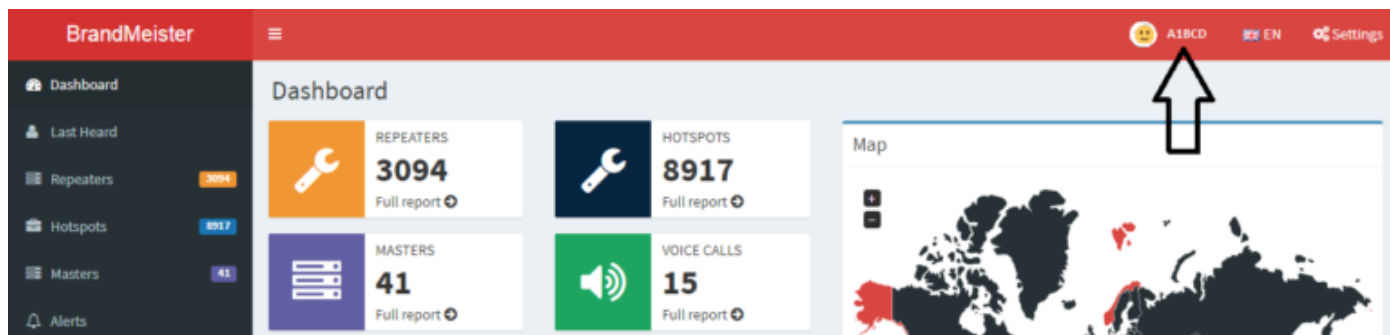 BrandMeister
A1BCD
EN
Settings
Dashboard
Last Heard
Repeaters 3094
Hotspots 8917
Masters 41
Alerts
Dashboard
REPEATERS
3094
Full report
HOTSPOTS
8917
Full report
MASTERS
41
Full report
VOICE CALLS
15
Full report
Map
+
-